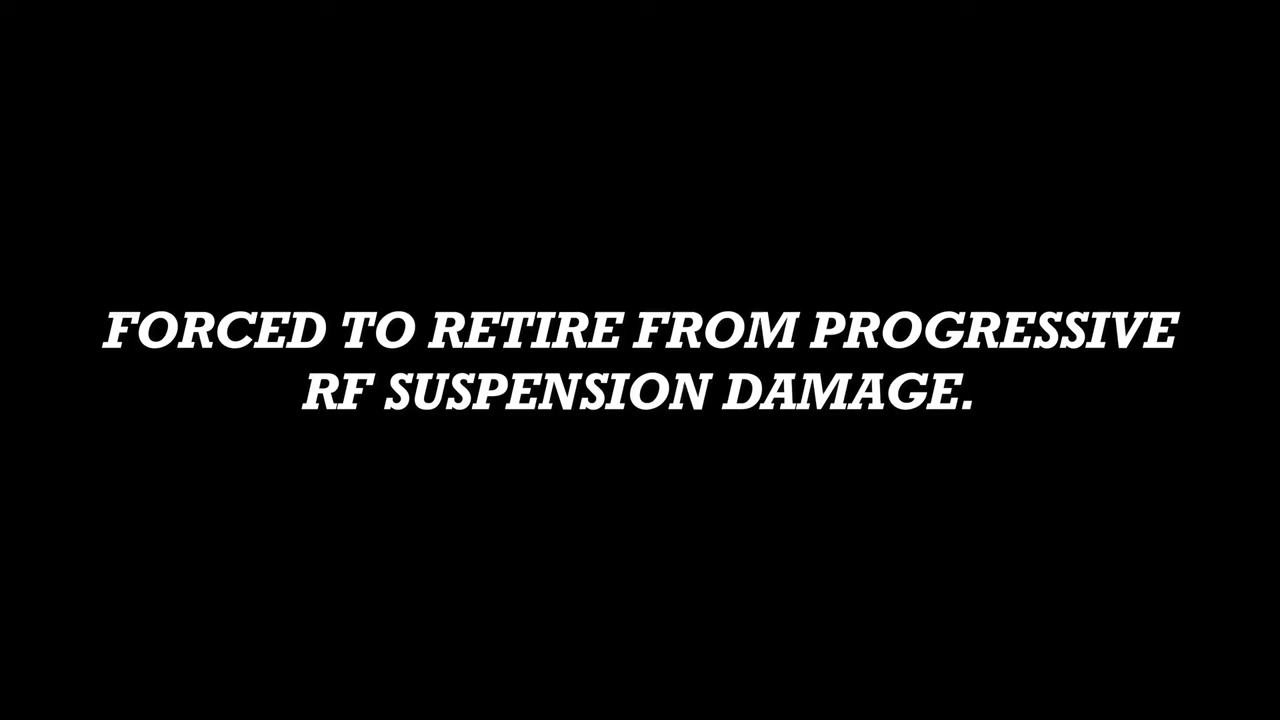 FORCED TO RETIRE FROM PROGRESSIVE
RF SUSPENSION DAMAGE.